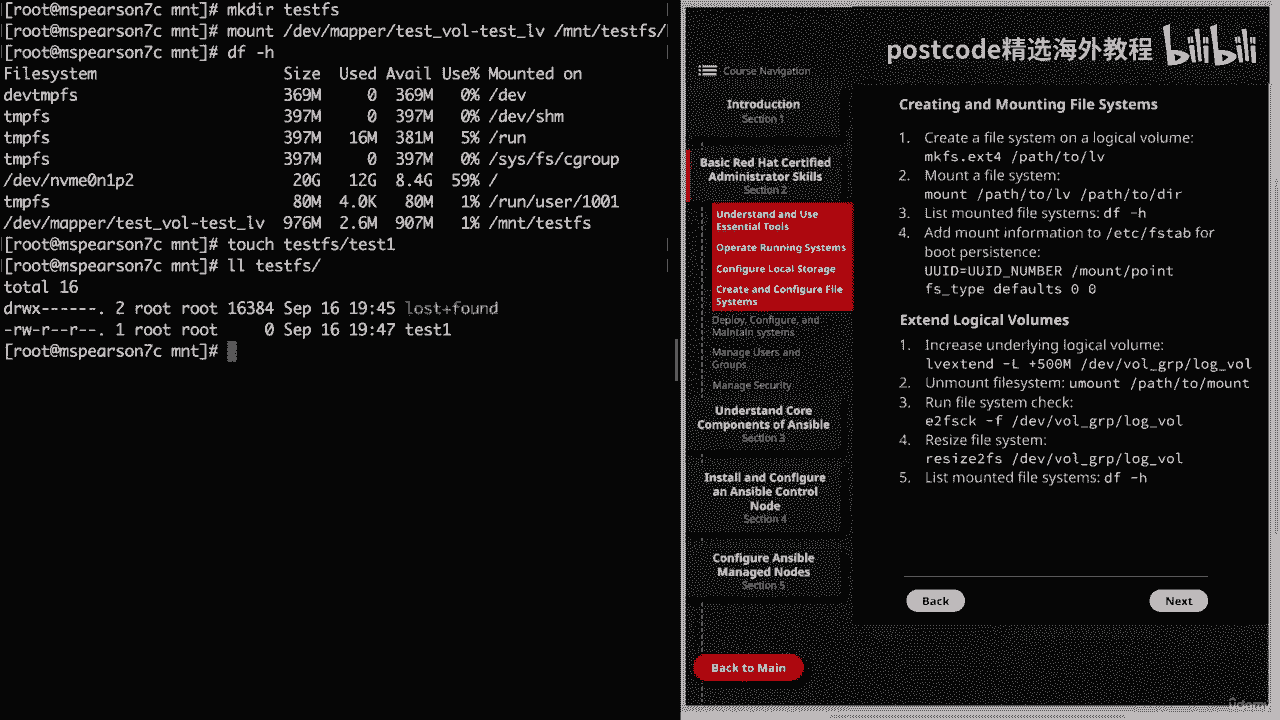 [root@mspearson7c mnt]# mkdir testfs
[root@mspearson7c mnt]# mount /dev/mapper/test_vol-test_lv /mnt/testfs/
[root@mspearson7c mnt]# df -h
Filesystem Size Used Avail Use% Mounted on
devtmpfs 369M 0 369M 0% /dev
tmpfs 397M 0 397M 0% /dev/shm
tmpfs 397M 16M 381M 5% /run
tmpfs 397M 0 397M 0% /sys/fs/cgroup
/dev/nvme0n1p2 20G 12G 8.4G 59% /
tmpfs 80M 4.0K 80M 1% /run/user/1001
/dev/mapper/test_vol-test_lv 976M 2.6M 907M 1% /mnt/testfs
[root@mspearson7c mnt]# touch testfs/test1
[root@mspearson7c mnt]# ll testfs/
total 16
drwx------. 2 root root 16384 Sep 16 19:45 lost+found
-rw-r--r--. 1 root root 0 Sep 16 19:47 test1
[root@mspearson7c mnt]#
postcode精选海外教程 bilibili
Course Navigation
Introduction
Section 1
Basic Red Hat Certified
Administrator Skills
Section 2
Understand and Use
Essential Tools
Operate Running Systems
Configure Local Storage
Create and Configure File
Systems
Deploy, Configure, and
Maintain systems
Manage Users and
Groups
Manage Security
Understand Core
Components of Ansible
Section 3
Install and Configure
an Ansible Control
Node
Section 4
Configure Ansible
Managed Nodes
Section 5
Back to Main
Creating and Mounting File Systems
1. Create a file system on a logical volume:
mkfs.ext4 /path/to/lv
2. Mount a file system:
mount /path/to/lv /path/to/dir
3. List mounted file systems: df -h
4. Add mount information to /etc/fstab for
boot persistence:
UUID=UUID_NUMBER /mount/point
fs_type defaults 0 0
Extend Logical Volumes
1. Increase underlying logical volume:
lvextend -L +500M /dev/vol_grp/log_vol
2. Unmount filesystem: umount /path/to/mount
3. Run file system check:
e2fsck -f /dev/vol_grp/log_vol
4. Resize file system:
resize2fs /dev/vol_grp/log_vol
5. List mounted file systems: df -h
Back
Next